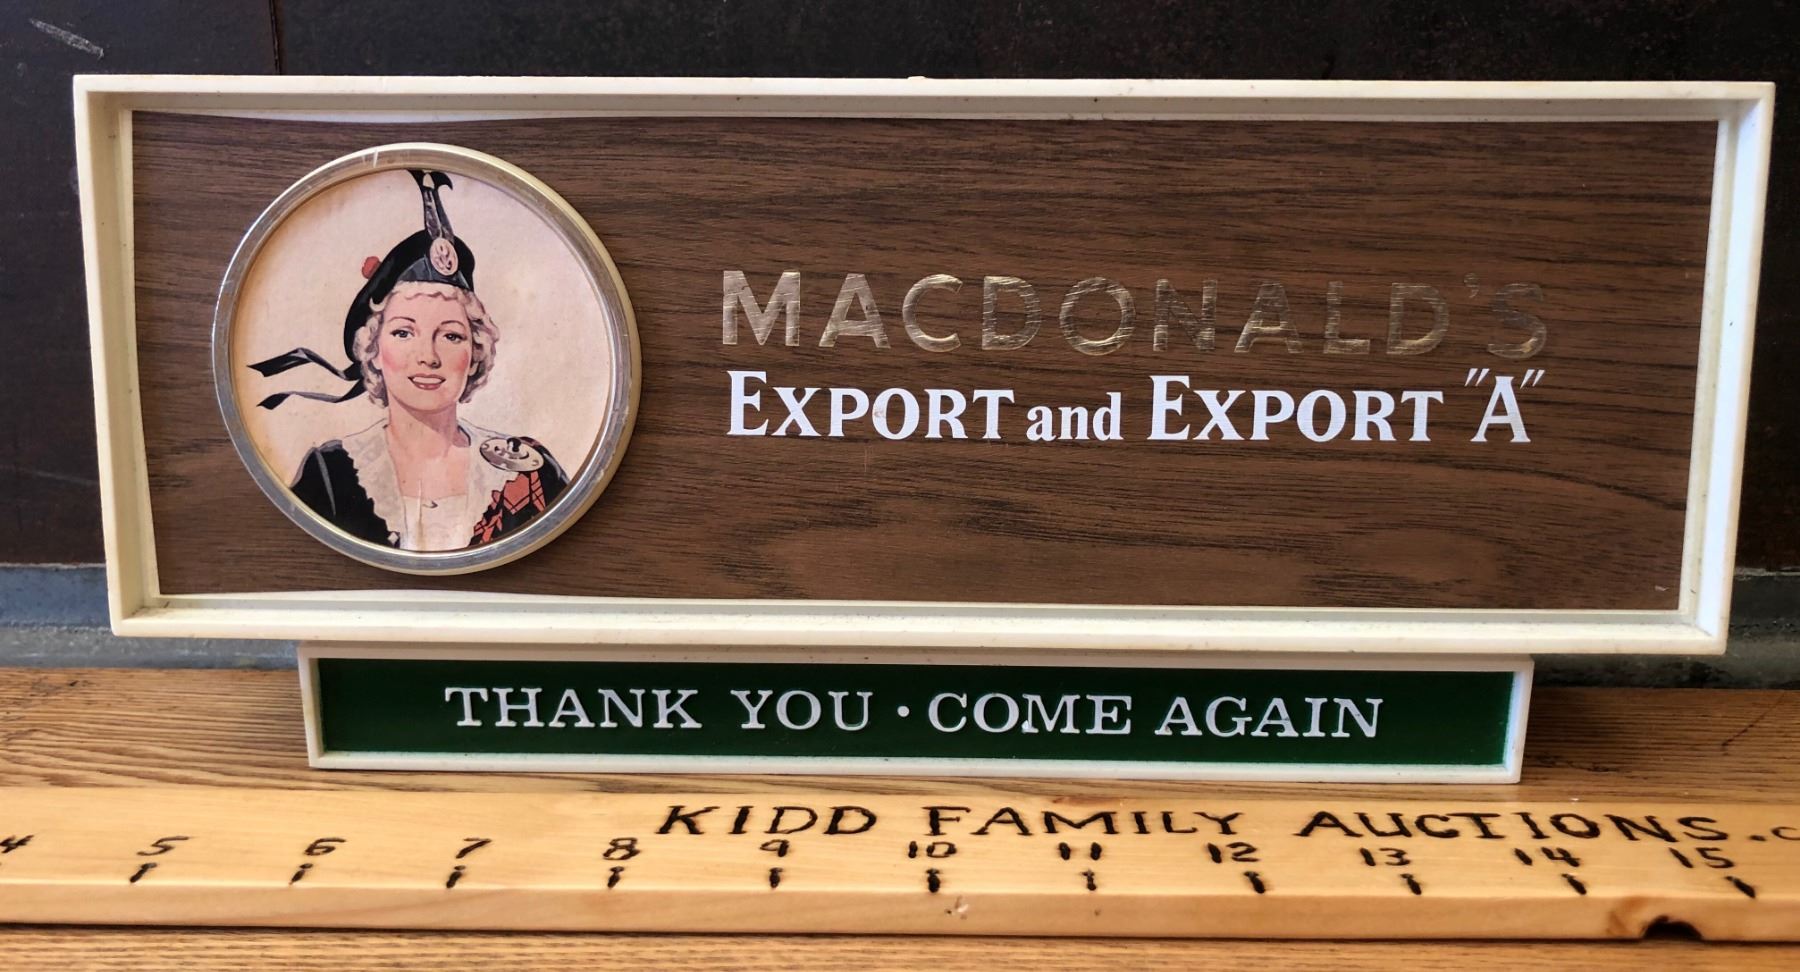 MACDONALD'S
EXPORT and EXPORT "A"
THANK YOU • COME AGAIN
KIDD FAMILY AUCTIONS.c
4 5 6 7 8 9 10 11 12 13 14 15